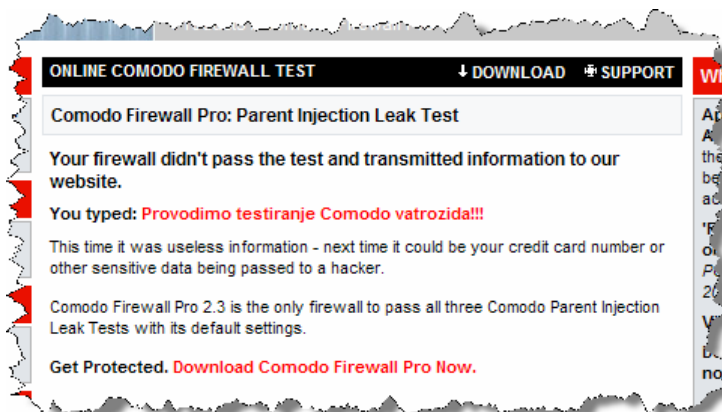 ONLINE COMODO FIREWALL TEST DOWNLOAD SUPPORT
Comodo Firewall Pro: Parent Injection Leak Test
Your firewall didn't pass the test and transmitted information to our
website.
You typed: Provodimo testiranje Comodo vatrozida!!!
This time it was useless information - next time it could be your credit card number or
other sensitive data being passed to a hacker.
Comodo Firewall Pro 2.3 is the only firewall to pass all three Comodo Parent Injection
Leak Tests with its default settings.
Get Protected. Download Comodo Firewall Pro Now.